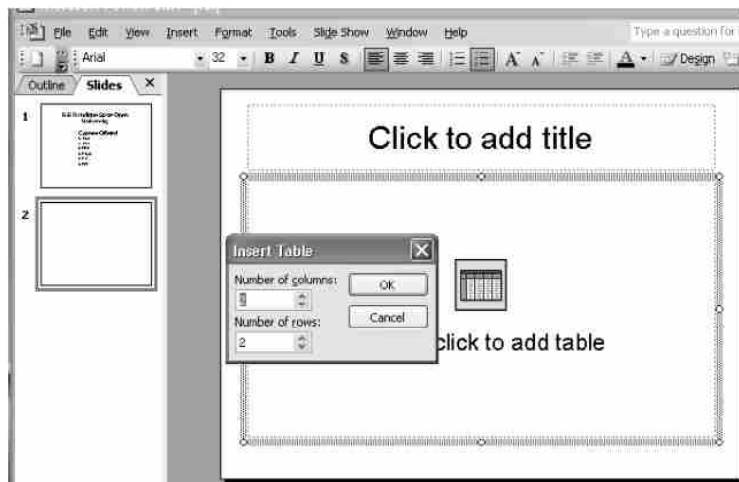 File Edit View Insert Format Tools Slide Show Window Help Type a question for
Arial 32 B I U S A A A Design
Outline Slides X
1
Click to add title
2
Insert Table
Number of columns:
OK
Number of rows:
Cancel
2
click to add table